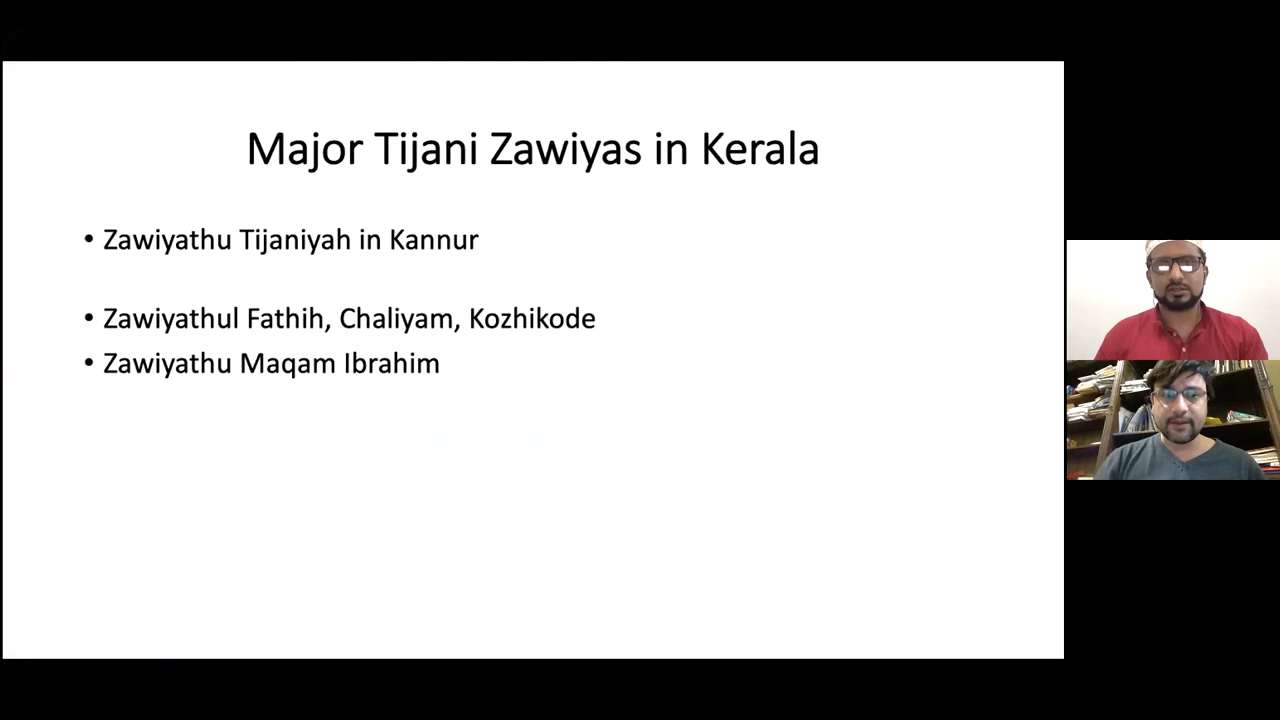 Major Tijani Zawiyas in Kerala
• Zawiyathu Tijaniyah in Kannur
• Zawiyathul Fathih, Chaliyam, Kozhikode
• Zawiyathu Maqam Ibrahim